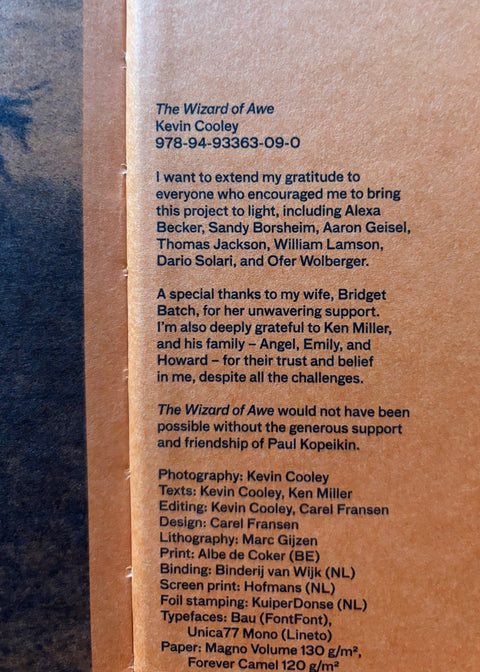 The Wizard of Awe
Kevin Cooley
978-94-93363-09-0
I want to extend my gratitude to
everyone who encouraged me to bring
this project to light, including Alexa
Becker, Sandy Borsheim, Aaron Geisel,
Thomas Jackson, William Lamson,
Dario Solari, and Ofer Wolberger.
A special thanks to my wife, Bridget
Batch, for her unwavering support.
I'm also deeply grateful to Ken Miller,
and his family – Angel, Emily, and
Howard – for their trust and belief
in me, despite all the challenges.
The Wizard of Awe would not have been
possible without the generous support
and friendship of Paul Kopeikin.
Photography: Kevin Cooley
Texts: Kevin Cooley, Ken Miller
Editing: Kevin Cooley, Carel Fransen
Design: Carel Fransen
Lithography: Marc Gijzen
Print: Albe de Coker (BE)
Binding: Binderij van Wijk (NL)
Screen print: Hofmans (NL)
Foil stamping: KuiperDonse (NL)
Typefaces: Bau (FontFont),
Unica77 Mono (Lineto)
Paper: Magno Volume 130 g/m²,
Forever Camel 120 g/m²